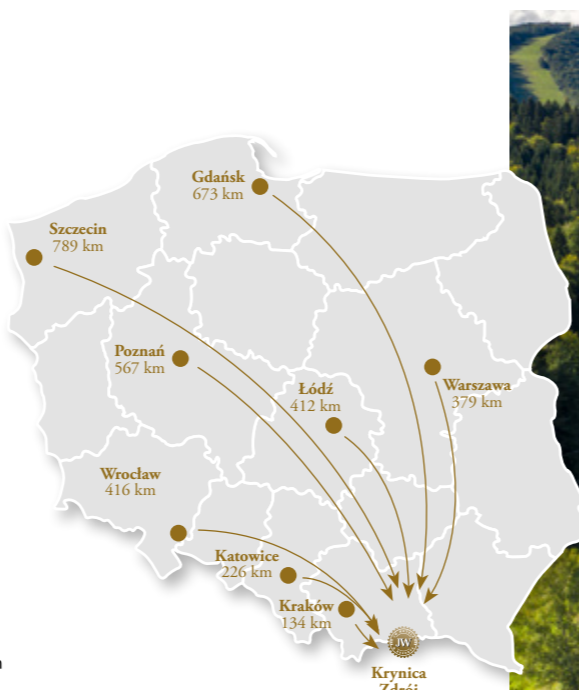 Gdańsk
673 km
Szczecin
789 km
Poznań
567 km
Łódź
412 km
Warszawa
379 km
Wrocław
416 km
Katowice
226 km
Kraków
134 km
JW
Krynica
Zdrój